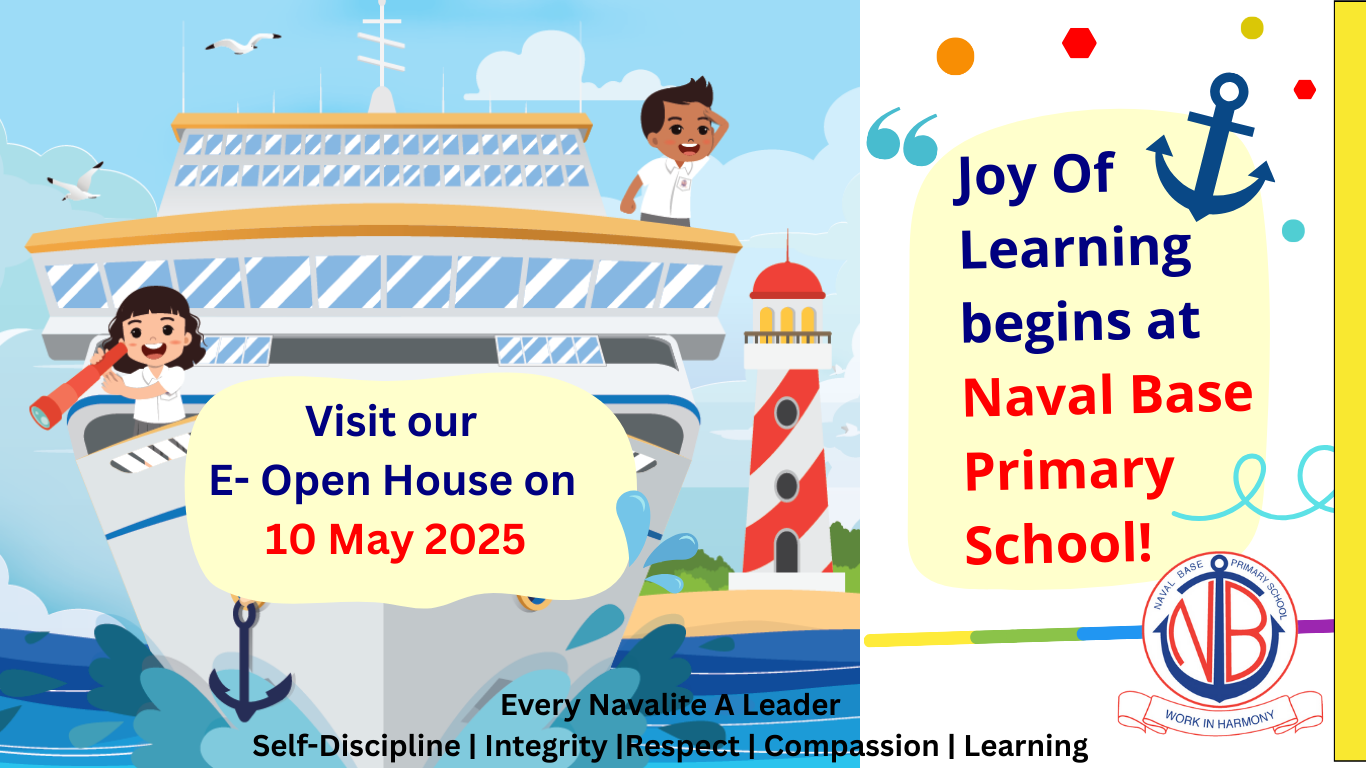 Visit our
E- Open House on
10 May 2025
“
Joy Of
Learning
begins at
Naval Base
Primary
School!
NAVAL BASE PRIMARY SCHOOL
NB
WORK IN HARMONY
Every Navalite A Leader
Self-Discipline | Integrity |Respect | Compassion | Learning